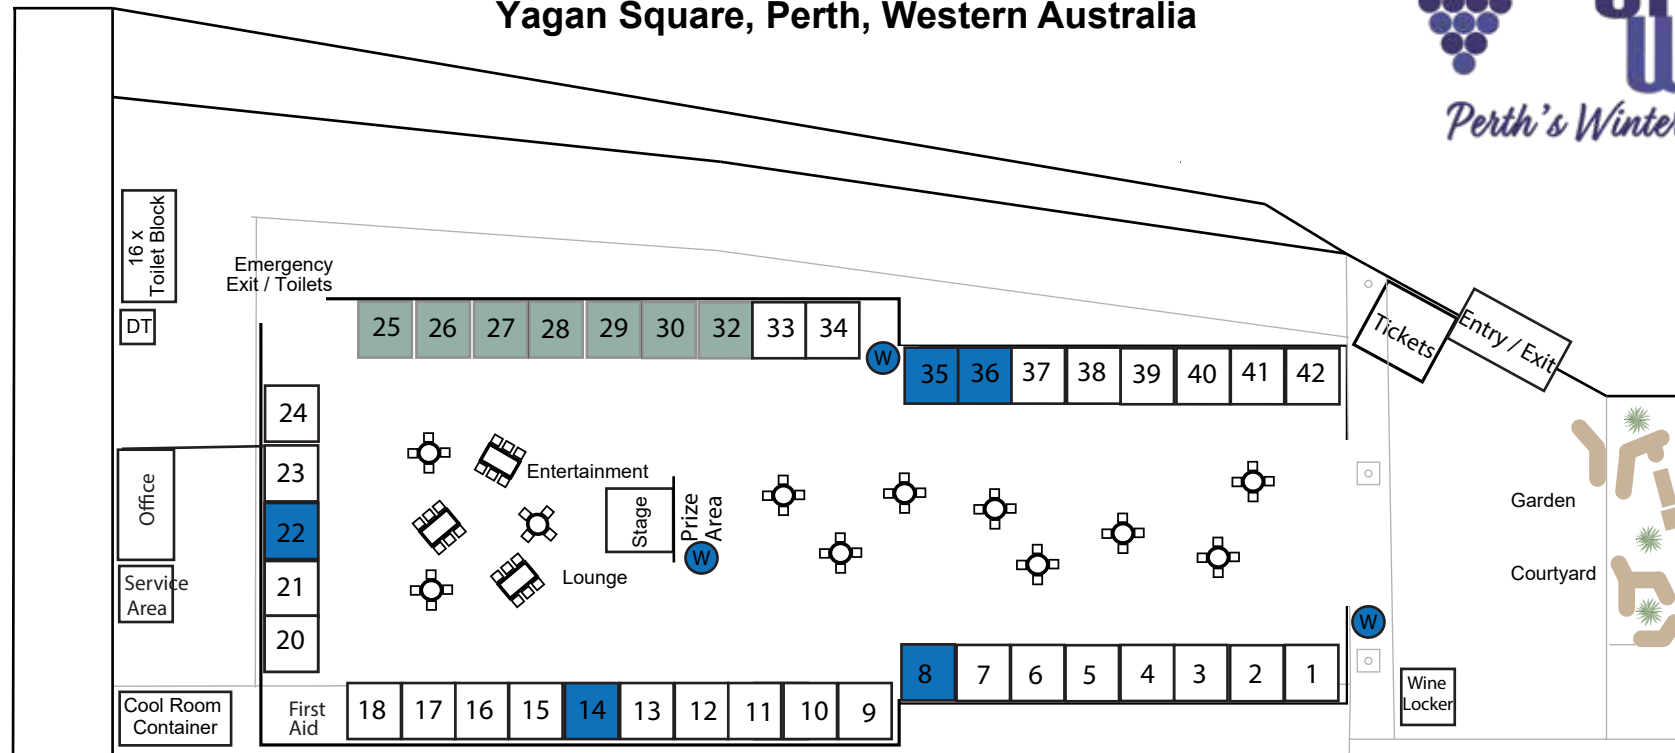 Yagan Square, Perth, Western Australia
Perth's
16 x
Toilet Block
DT
Emergency
Exit / Toilets
25 26 27 28 29 30 32 33 34
W
35 36 37 38 39 40 41 42
Tickets
Entry / Exit
24
23
22
21
20
Office
Service
Area
Entertainment
Stage
Prize
Area
W
Lounge
Garden
Courtyard
W
8 7 6 5 4 3 2 1
Wine
Locker
Cool Room
Container
First
Aid
18 17 16 15 14 13 12 11 10 9